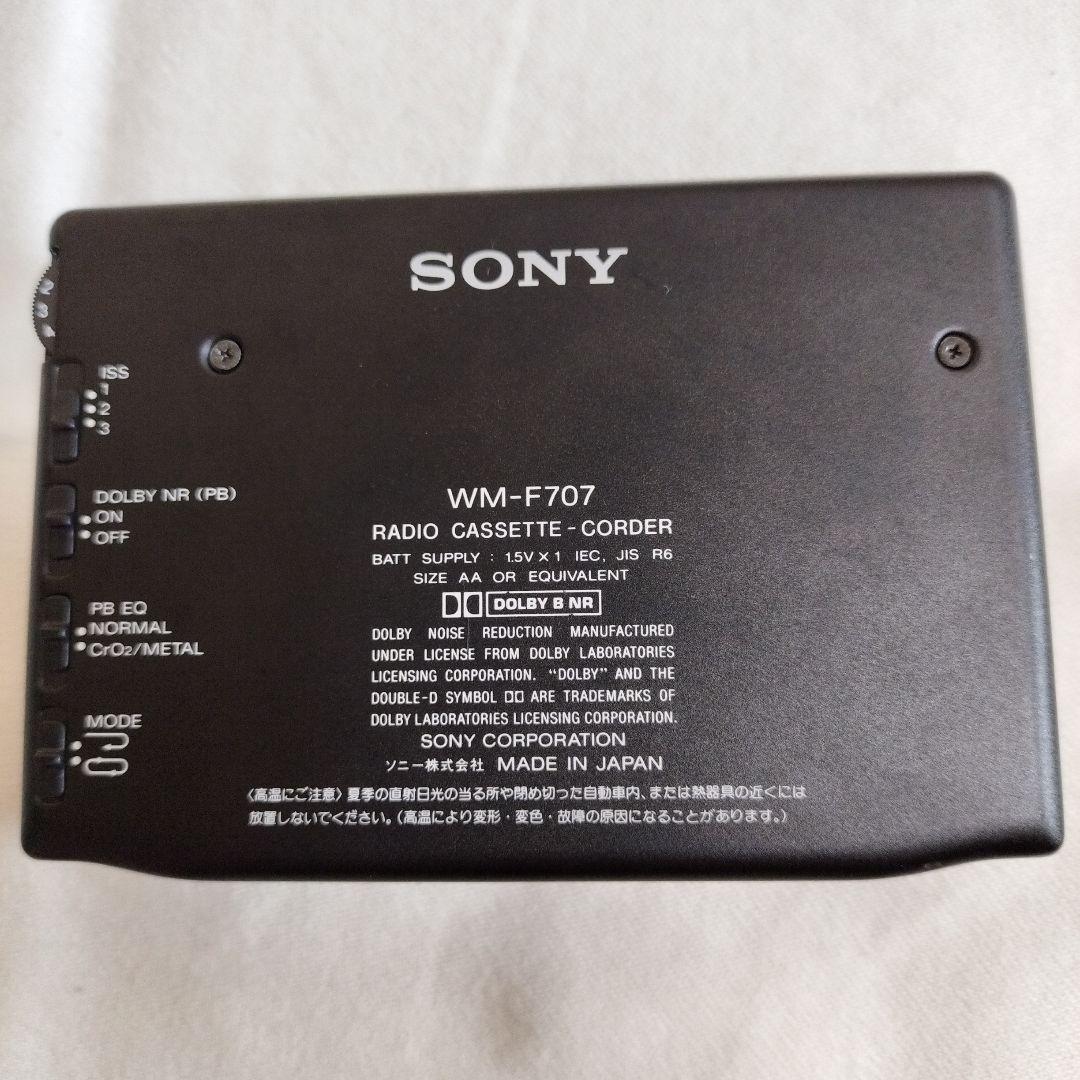 SONY
2
3
4
ISS
1
2
3
DOLBY NR (PB)
ON
OFF
PB EQ
NORMAL
CrO₂/METAL
MODE
WM-F707
RADIO CASSETTE-CORDER
BATT SUPPLY : 1.5V X 1 IEC, JIS R6
SIZE AA OR EQUIVALENT
DOLBY B NR
DOLBY NOISE REDUCTION MANUFACTURED
UNDER LICENSE FROM DOLBY LABORATORIES
LICENSING CORPORATION. "DOLBY" AND THE
DOUBLE-D SYMBOL ARE TRADEMARKS OF
DOLBY LABORATORIES LICENSING CORPORATION.
SONY CORPORATION
ソニー株式会社 MADE IN JAPAN
〈高温にご注意〉夏季の直射日光の当る所や閉め切った自動車内、または熱器具の近くには
放置しないでください。(高温により変形・変色・故障の原因になることがあります。)